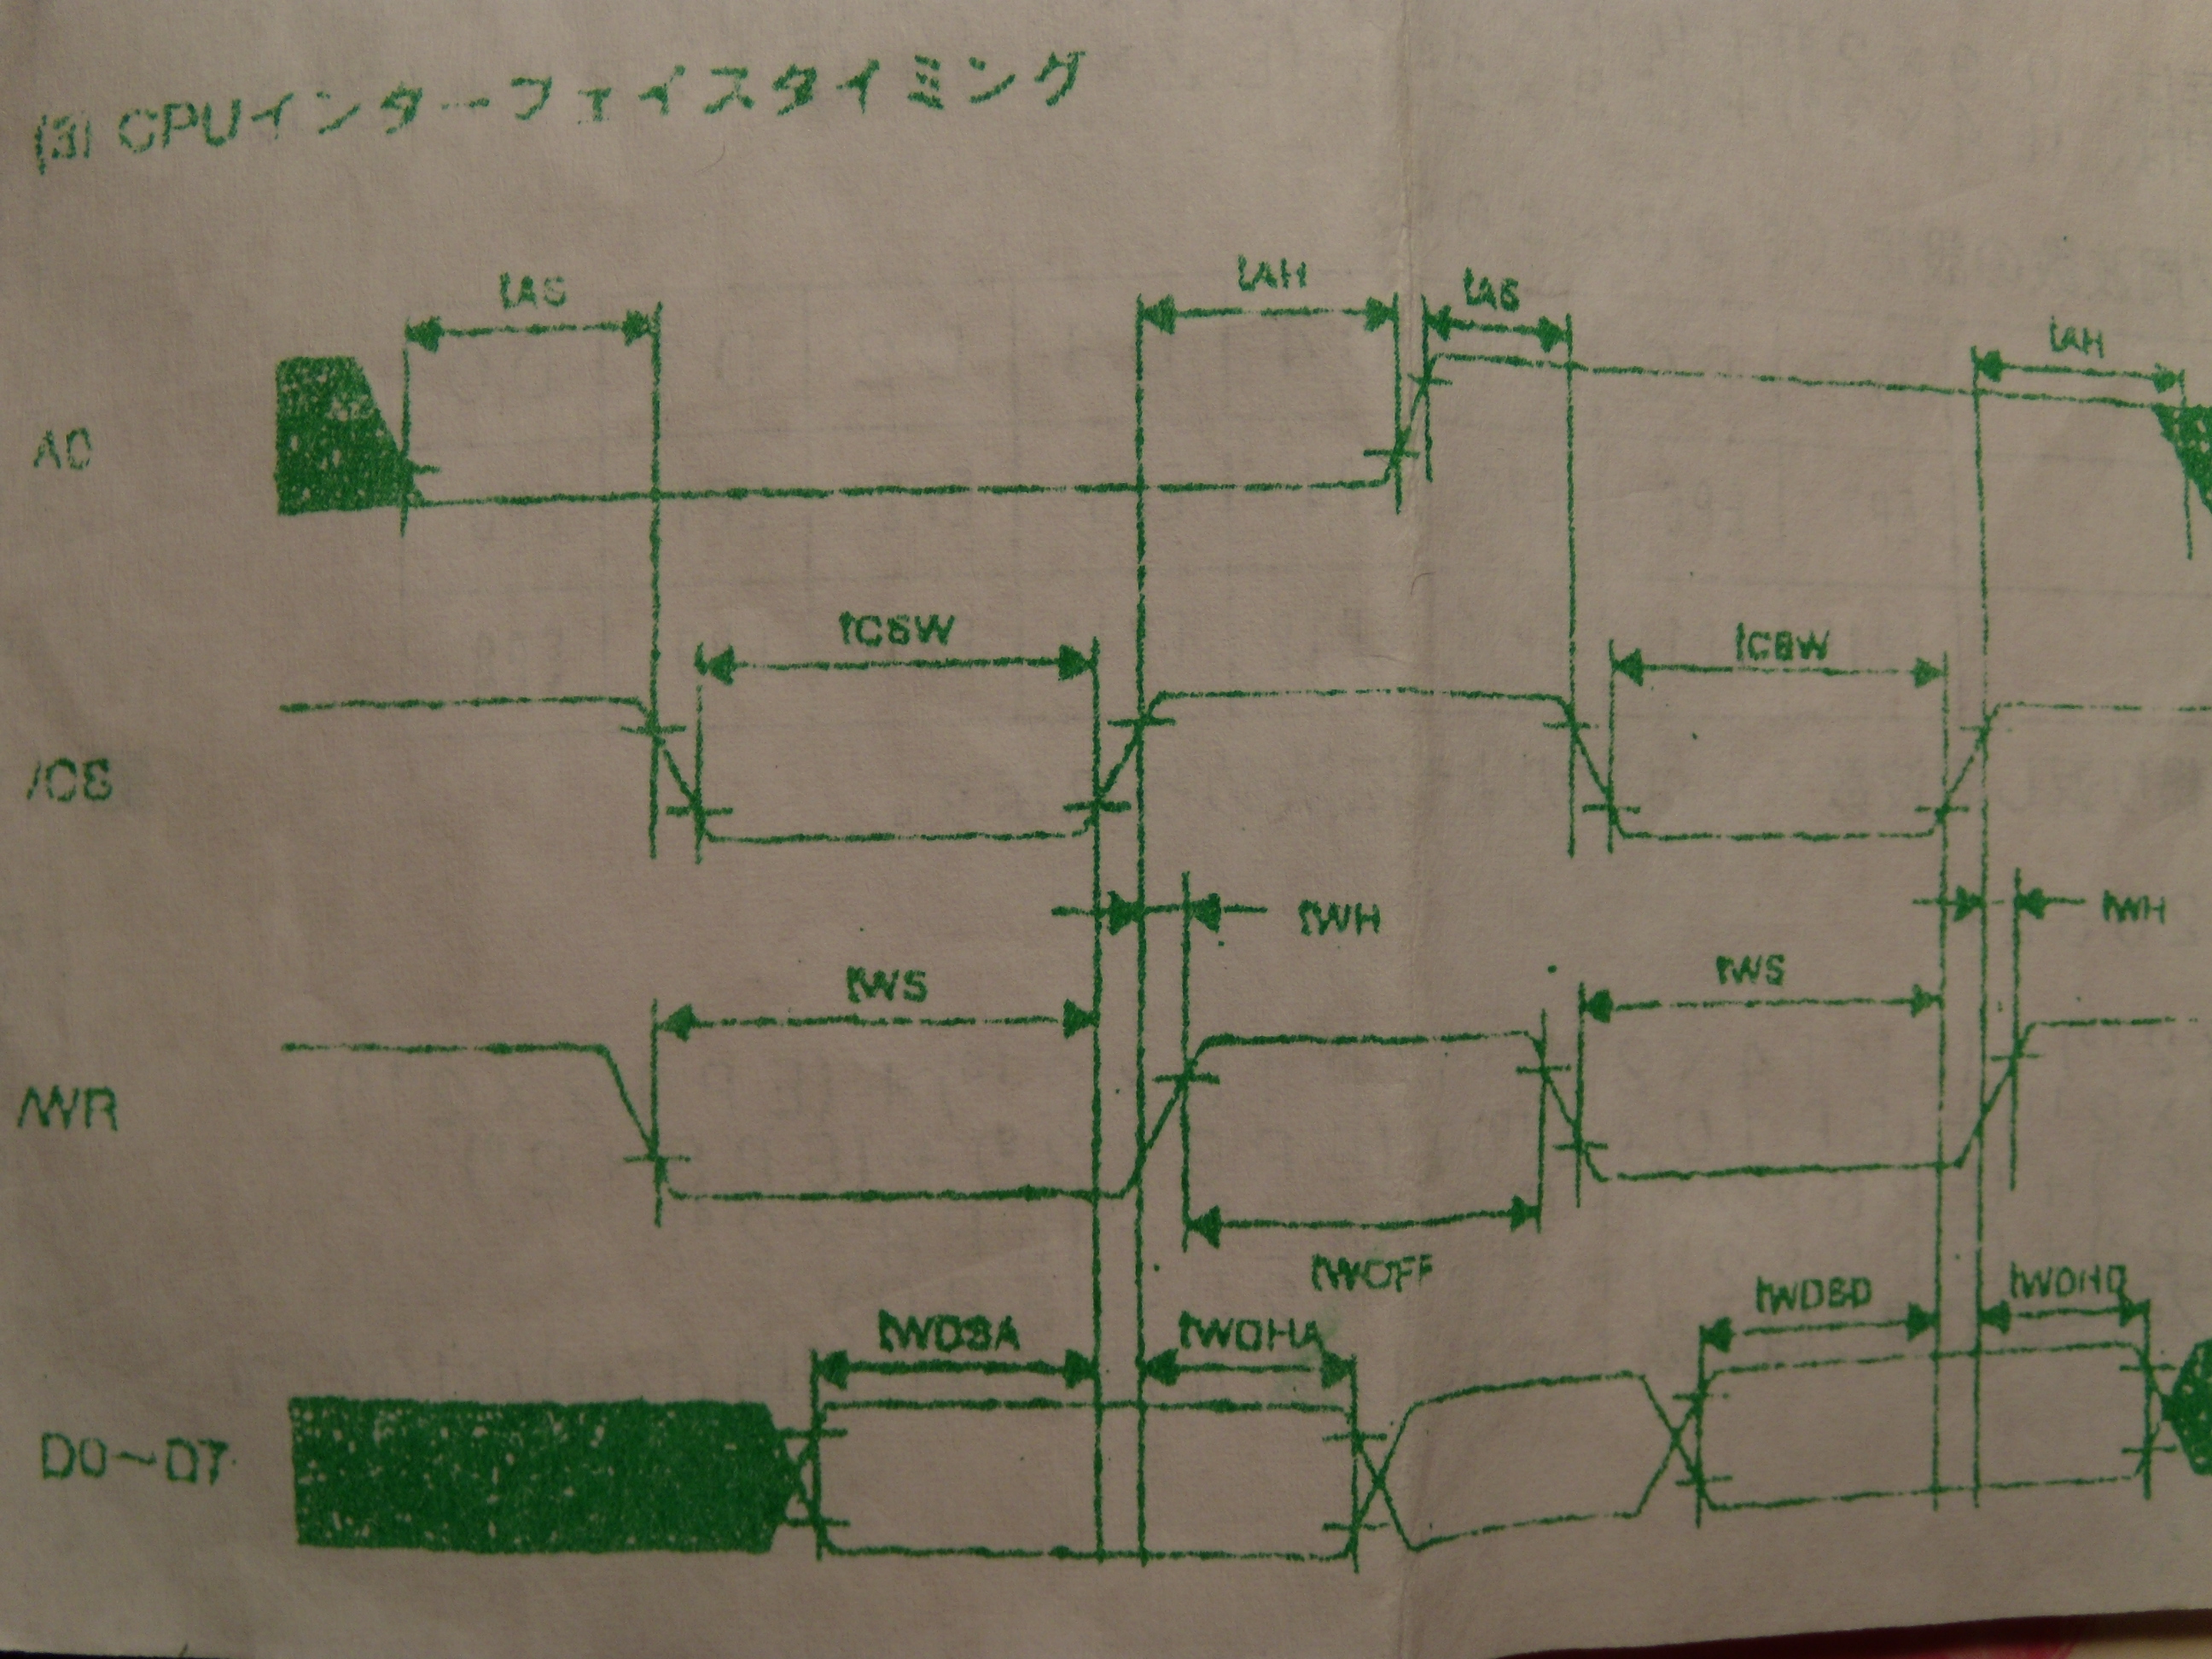 (3) CPUインターフェイスタイミング
tAS tAH tAS tAH
A0
tCSW tCSW
/CS
tWH tWH
tWS tWS
/WR
tWOFF
tWDSD tWDHD
tWDSA tWDHA
D0~D7